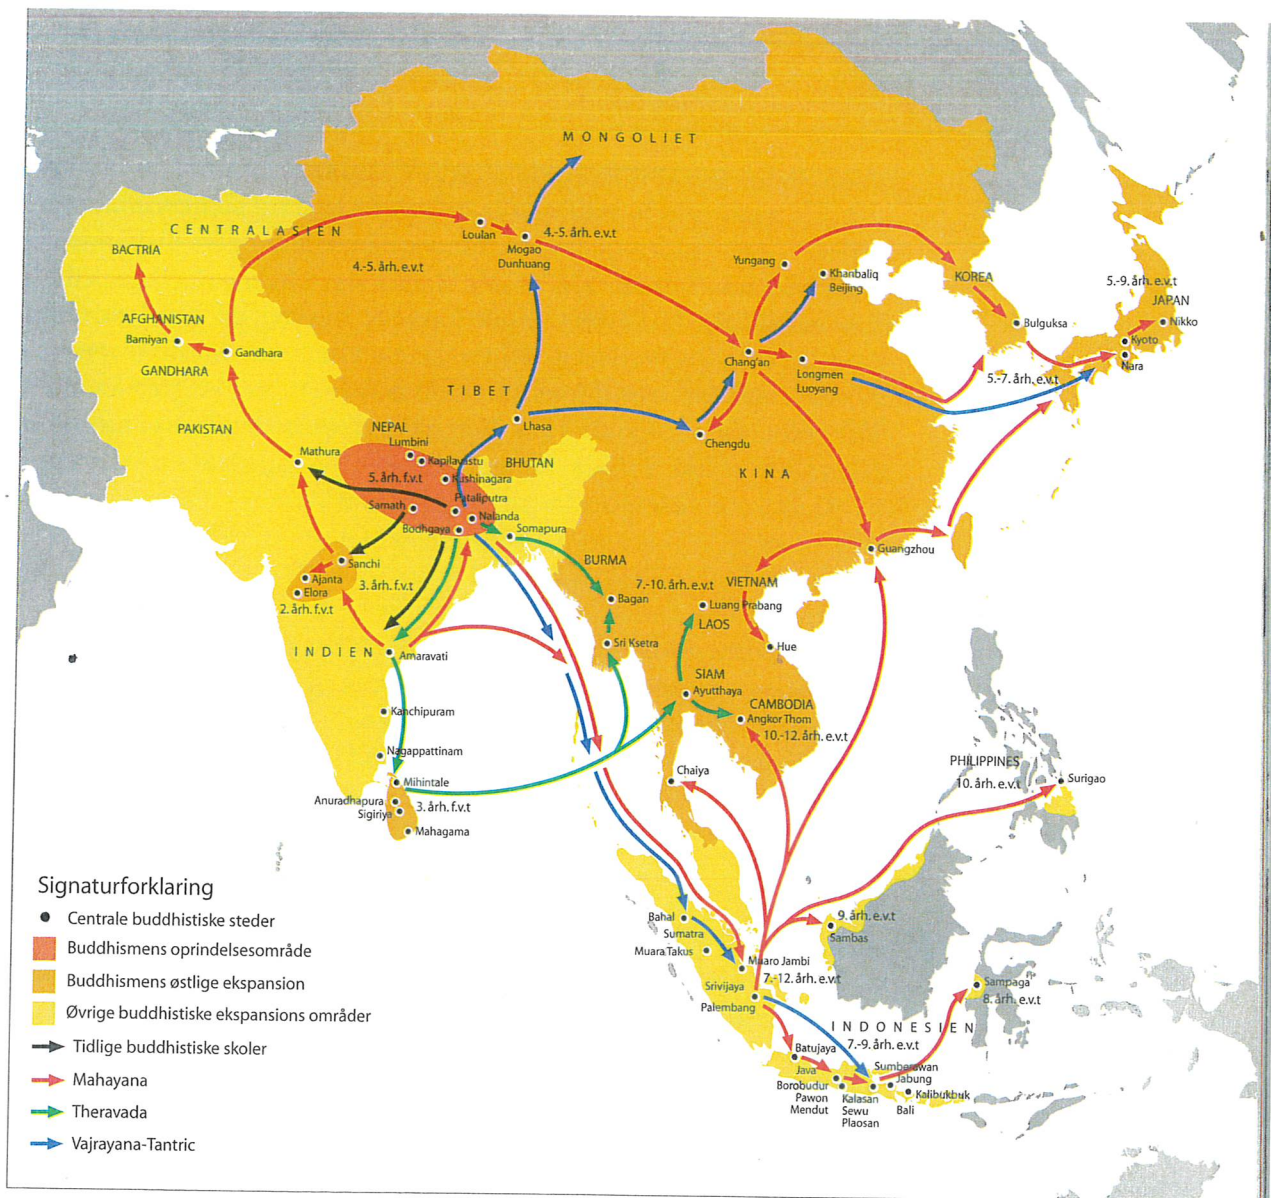 MONGOLIET
CENTRALASIEN
BACTRIA
Loulan
Mogao
Dunhuang
4.-5. årh. e.v.t
4.-5. årh. e.v.t
Yungang
Khanbaliq
Beijing
KOREA
5.-9. årh. e.v.t
JAPAN
AFGHANISTAN
Bamiyan
Gandhara
GANDHARA
Bulguksa
Nikko
Kyoto
Nara
Chang'an
Longmen
Luoyang
5.-7. årh. e.v.t
TIBET
Lhasa
Chengdu
PAKISTAN
Mathura
NEPAL
Lumbini
Kapilavastu
Kushinagara
BHUTAN
KINA
5. årh. f.v.t
Pataliputra
Sarnath
Nalanda
Bodhgaya
Somapura
Guangzhou
BURMA
Sanchi
Ajanta
Elora
3. årh. f.v.t
2. årh. f.v.t
7.-10. årh. e.v.t
VIETNAM
Bagan
Luang Prabang
LAOS
INDIEN
Amaravati
Sri Ksetra
Hue
SIAM
Ayutthaya
CAMBODIA
Angkor Thom
10.-12. årh. e.v.t
Kanchipuram
Nagappattinam
Mihintale
Anuradhapura
Sigiriya
3. årh. f.v.t
Mahagama
Chaiya
PHILIPPINES
10. årh. e.v.t
Surigao
Bahal
Sumatra
Muara Takus
9. årh. e.v.t
Sambas
Muaro Jambi
7.-12. årh. e.v.t
Srivijaya
Palembang
Sampaga
8. årh. e.v.t
INDONESIEN
7.-9. årh. e.v.t
Batujaya
Java
Borobudur
Pawon
Mendut
Sumberawan
Jabung
Kalasan
Sewu
Plaosan
Kalibukbuk
Bali
Signaturforklaring
Centrale buddhistiske steder
Buddhismens oprindelsesområde
Buddhismens østlige ekspansion
Øvrige buddhistiske ekspansions områder
Tidlige buddhistiske skoler
Mahayana
Theravada
Vajrayana-Tantric